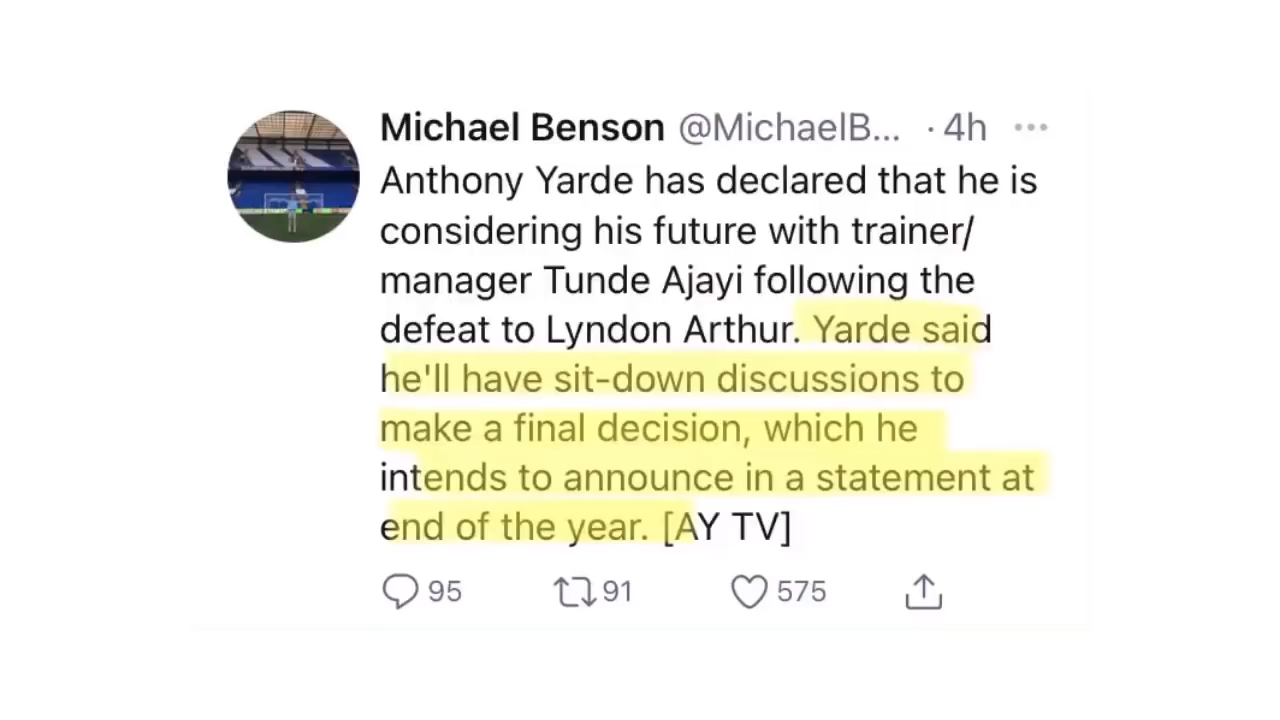 Michael Benson @MichaelB... · 4h ...
Anthony Yarde has declared that he is
considering his future with trainer/
manager Tunde Ajayi following the
defeat to Lyndon Arthur. Yarde said
he'll have sit-down discussions to
make a final decision, which he
intends to announce in a statement at
end of the year. [AY TV]
95 91 575